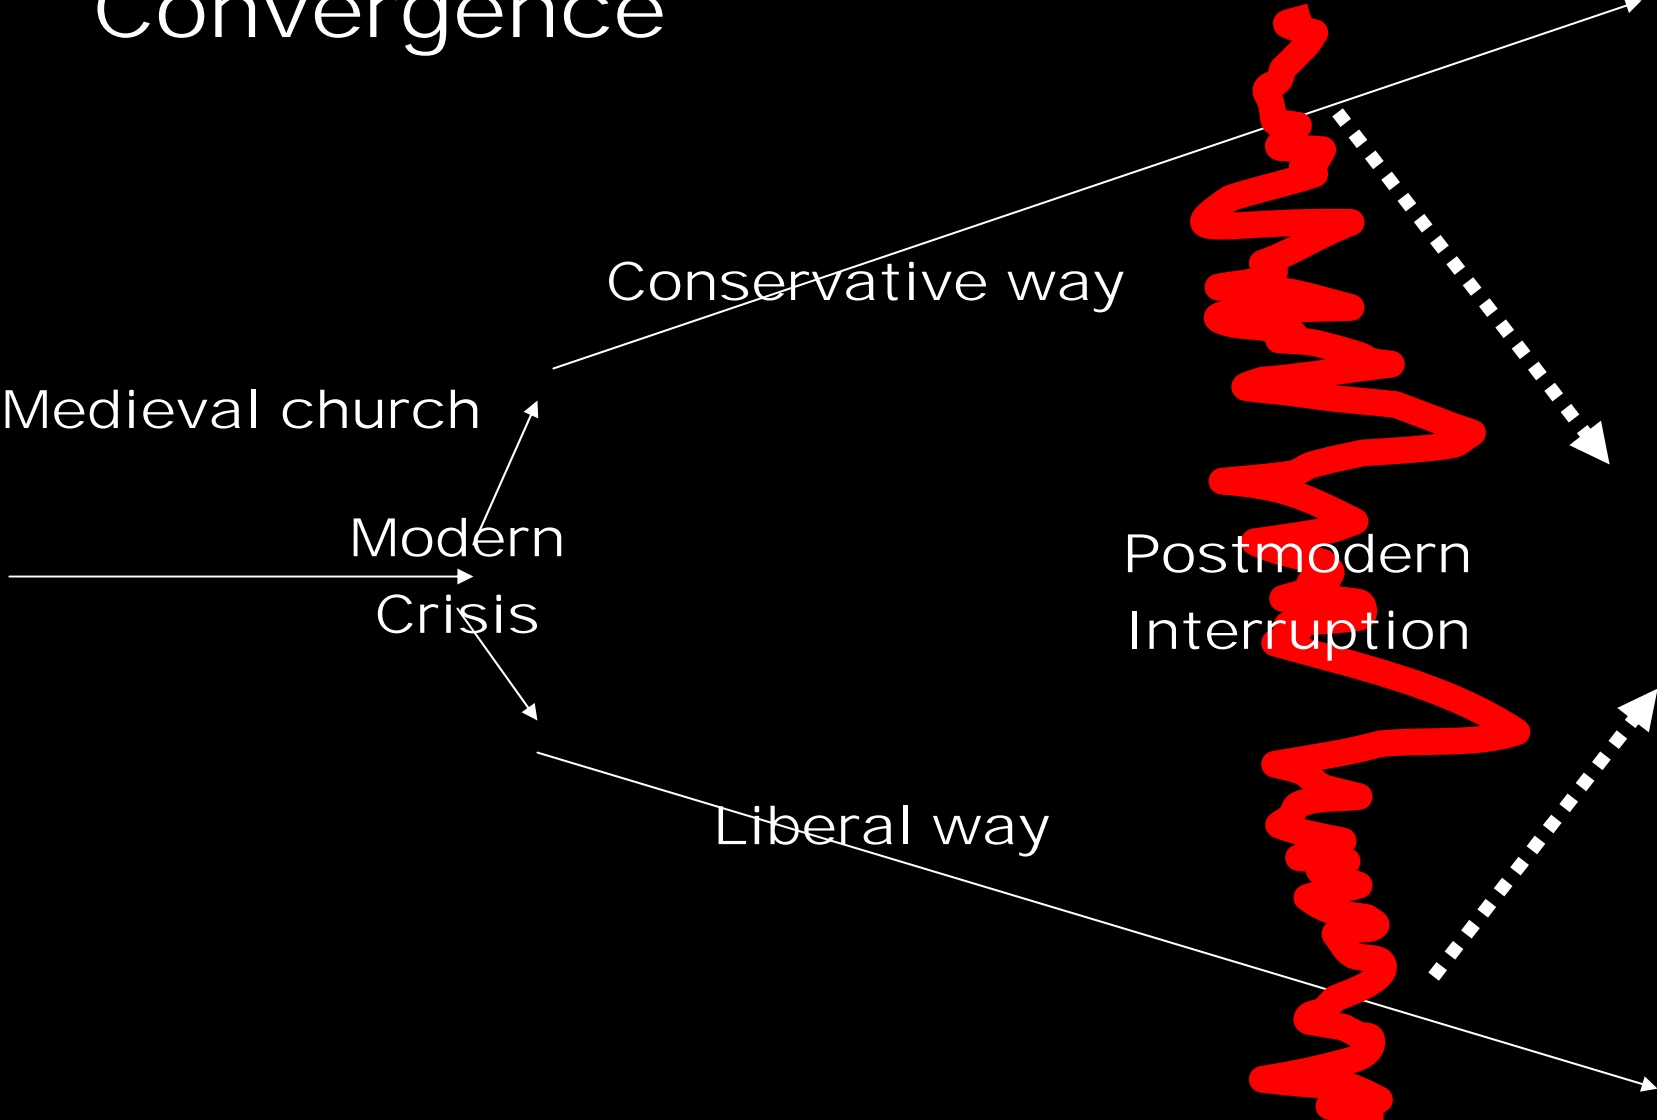 Convergence
Conservative way
Medieval church
Modern
Crisis
Postmodern
Interruption
Liberal way